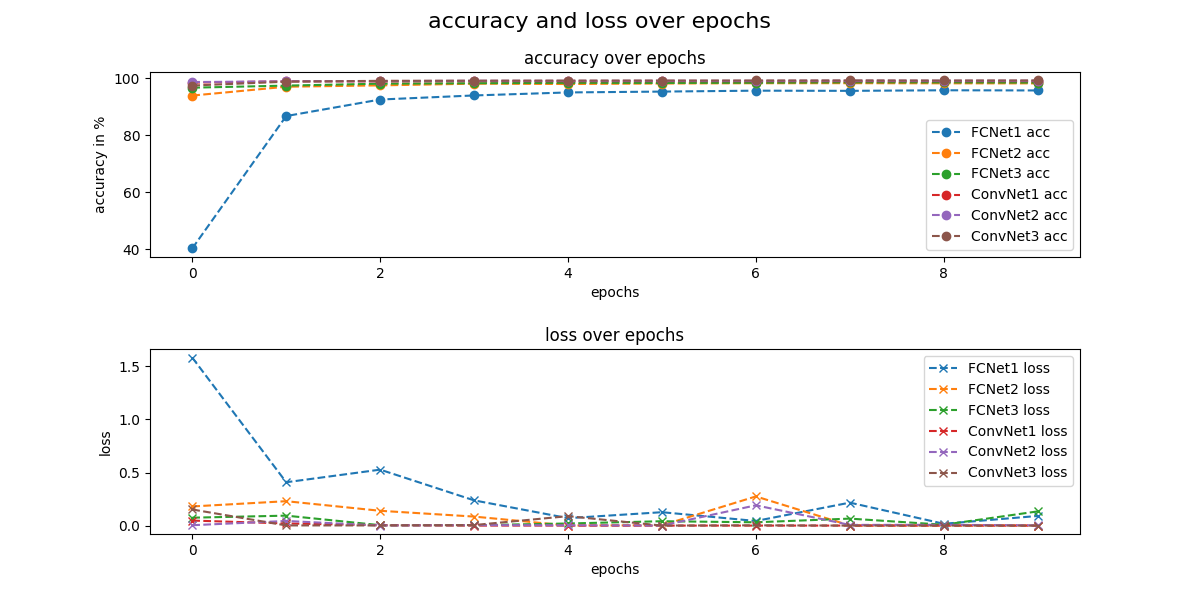 accuracy and loss over epochs
accuracy over epochs
100
80
60
40
accuracy in %
0 2 4 6 8
epochs
FCNet1 acc
FCNet2 acc
FCNet3 acc
ConvNet1 acc
ConvNet2 acc
ConvNet3 acc
loss over epochs
1.5
1.0
0.5
0.0
loss
0 2 4 6 8
epochs
FCNet1 loss
FCNet2 loss
FCNet3 loss
ConvNet1 loss
ConvNet2 loss
ConvNet3 loss